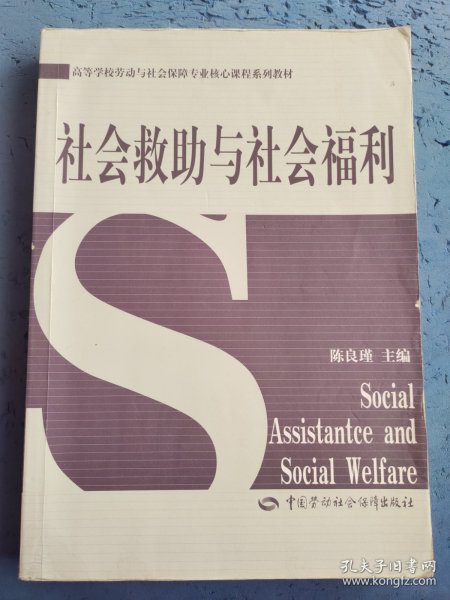 高等学校劳动与社会保障专业核心课程系列教材
社会救助与社会福利
S
陈良瑾 主编
Social
Assistantce and
Social Welfare
中国劳动社会保障出版社
孔夫子旧书网
www.kongfz.com